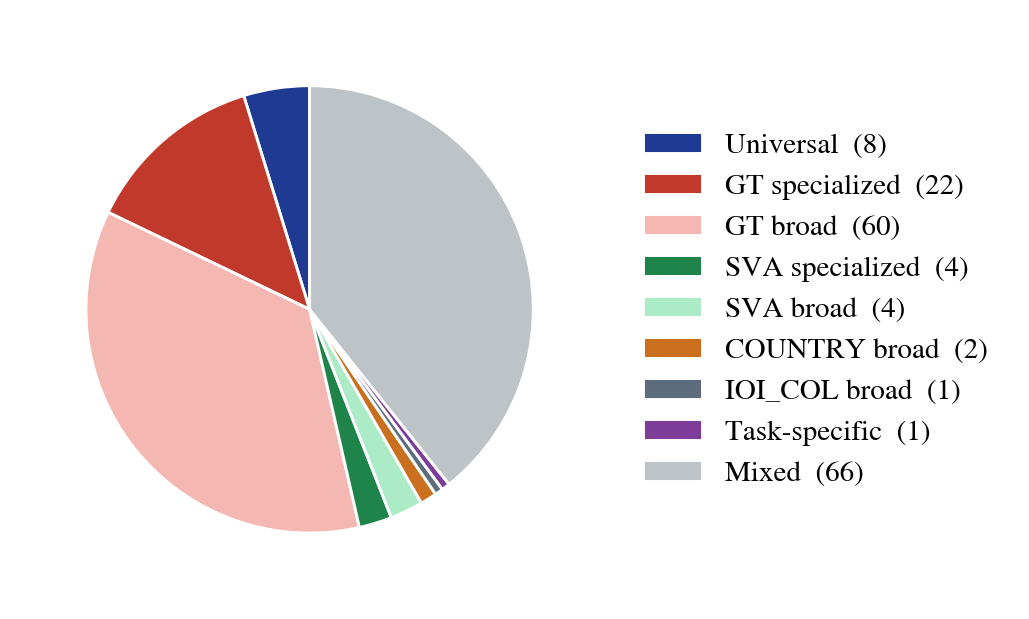 Universal (8)
GT specialized (22)
GT broad (60)
SVA specialized (4)
SVA broad (4)
COUNTRY broad (2)
IOI_COL broad (1)
Task-specific (1)
Mixed (66)